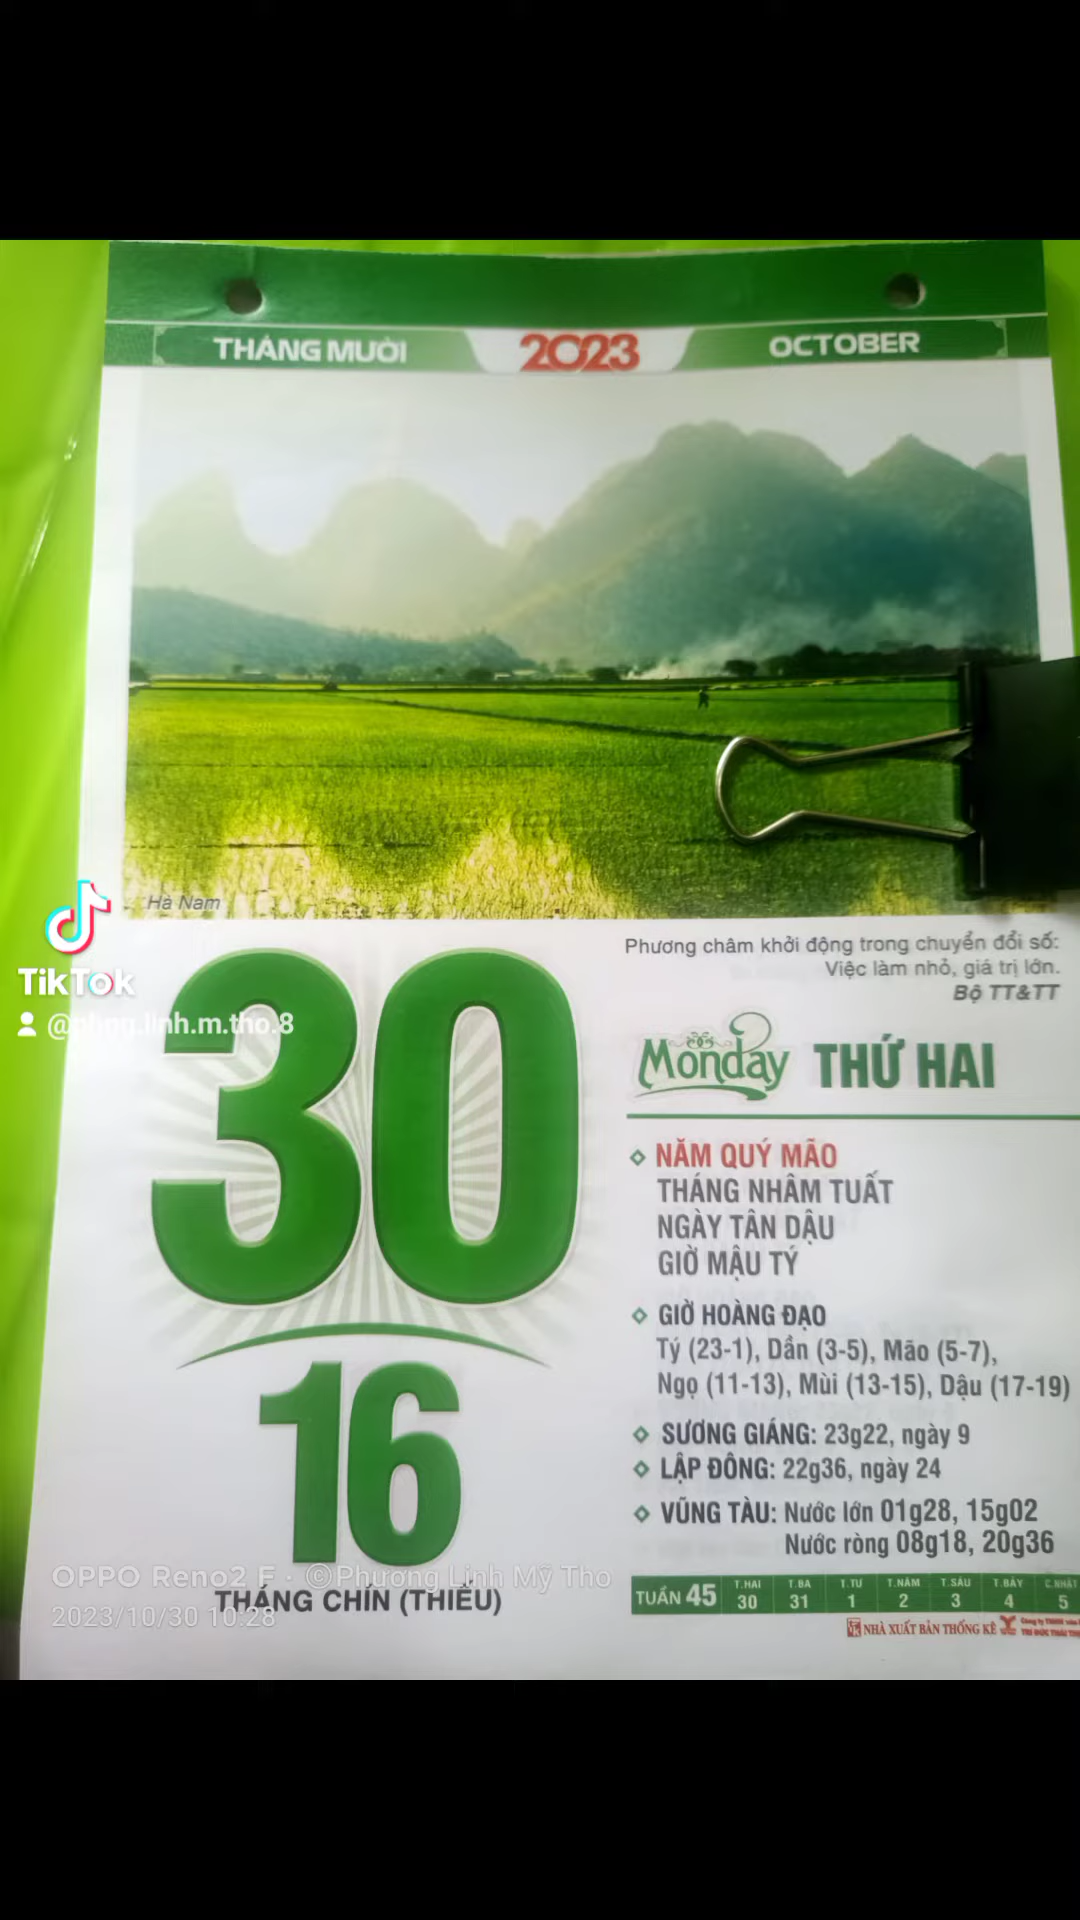 THÁNG MƯỜI
2023
OCTOBER
Hà Nam
TikTok
30
Phương châm khởi động trong chuyển đổi số:
Việc làm nhỏ, giá trị lớn.
Bộ TT&TT
Monday THỨ HAI
NĂM QUÝ MÃO
THÁNG NHÂM TUẤT
NGÀY TÂN DẬU
GIỜ MẬU TÝ
GIỜ HOÀNG ĐẠO
Tý (23-1), Dần (3-5), Mão (5-7),
Ngọ (11-13), Mùi (13-15), Dậu (17-19)
SƯƠNG GIÁNG: 23g22, ngày 9
LẬP ĐÔNG: 22g36, ngày 24
VŨNG TÀU: Nước lớn 01g28, 15g02
Nước ròng 08g18, 20g36
16
THÁNG CHÍN (THIẾU)
OPPO Reno2 F · ©Phương Linh Mỹ Tho
2023/10/30 10:28
TUẦN 45
T.HAI T.BA T.TƯ T.NĂM T.SÁU T.BẢY C.NHẬT
30 31 1 2 3 4 5
NHÀ XUẤT BẢN THỐNG KÊ